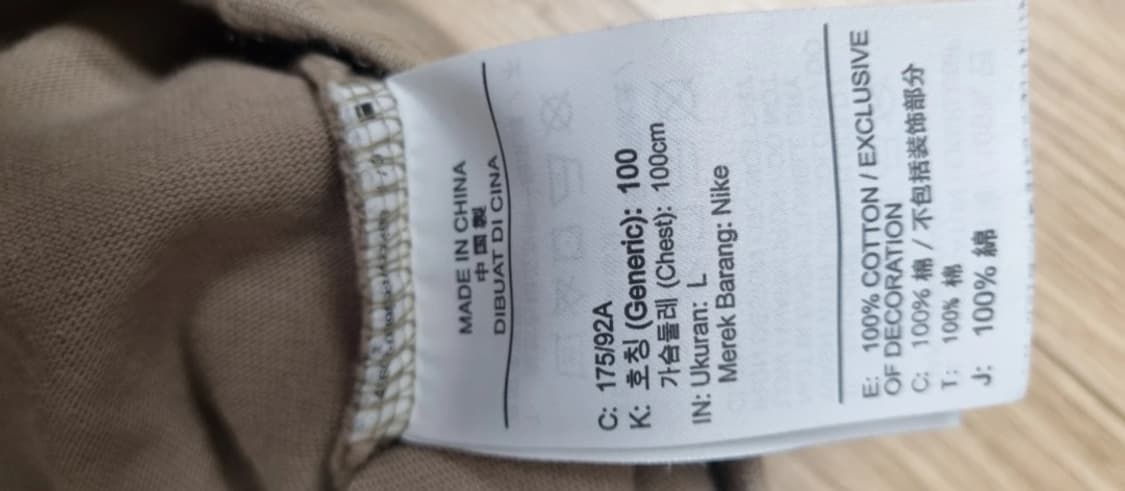 MADE IN CHINA
中国製
DIBUAT DI CINA
C: 175/92A
K: 호칭 (Generic): 100
가슴둘레 (Chest): 100cm
IN: Ukuran: L
Merek Barang: Nike
E: 100% COTTON / EXCLUSIVE
OF DECORATION
C: 100% 棉 / 不包括装饰部分
T: 100% 棉
J: 100% 綿